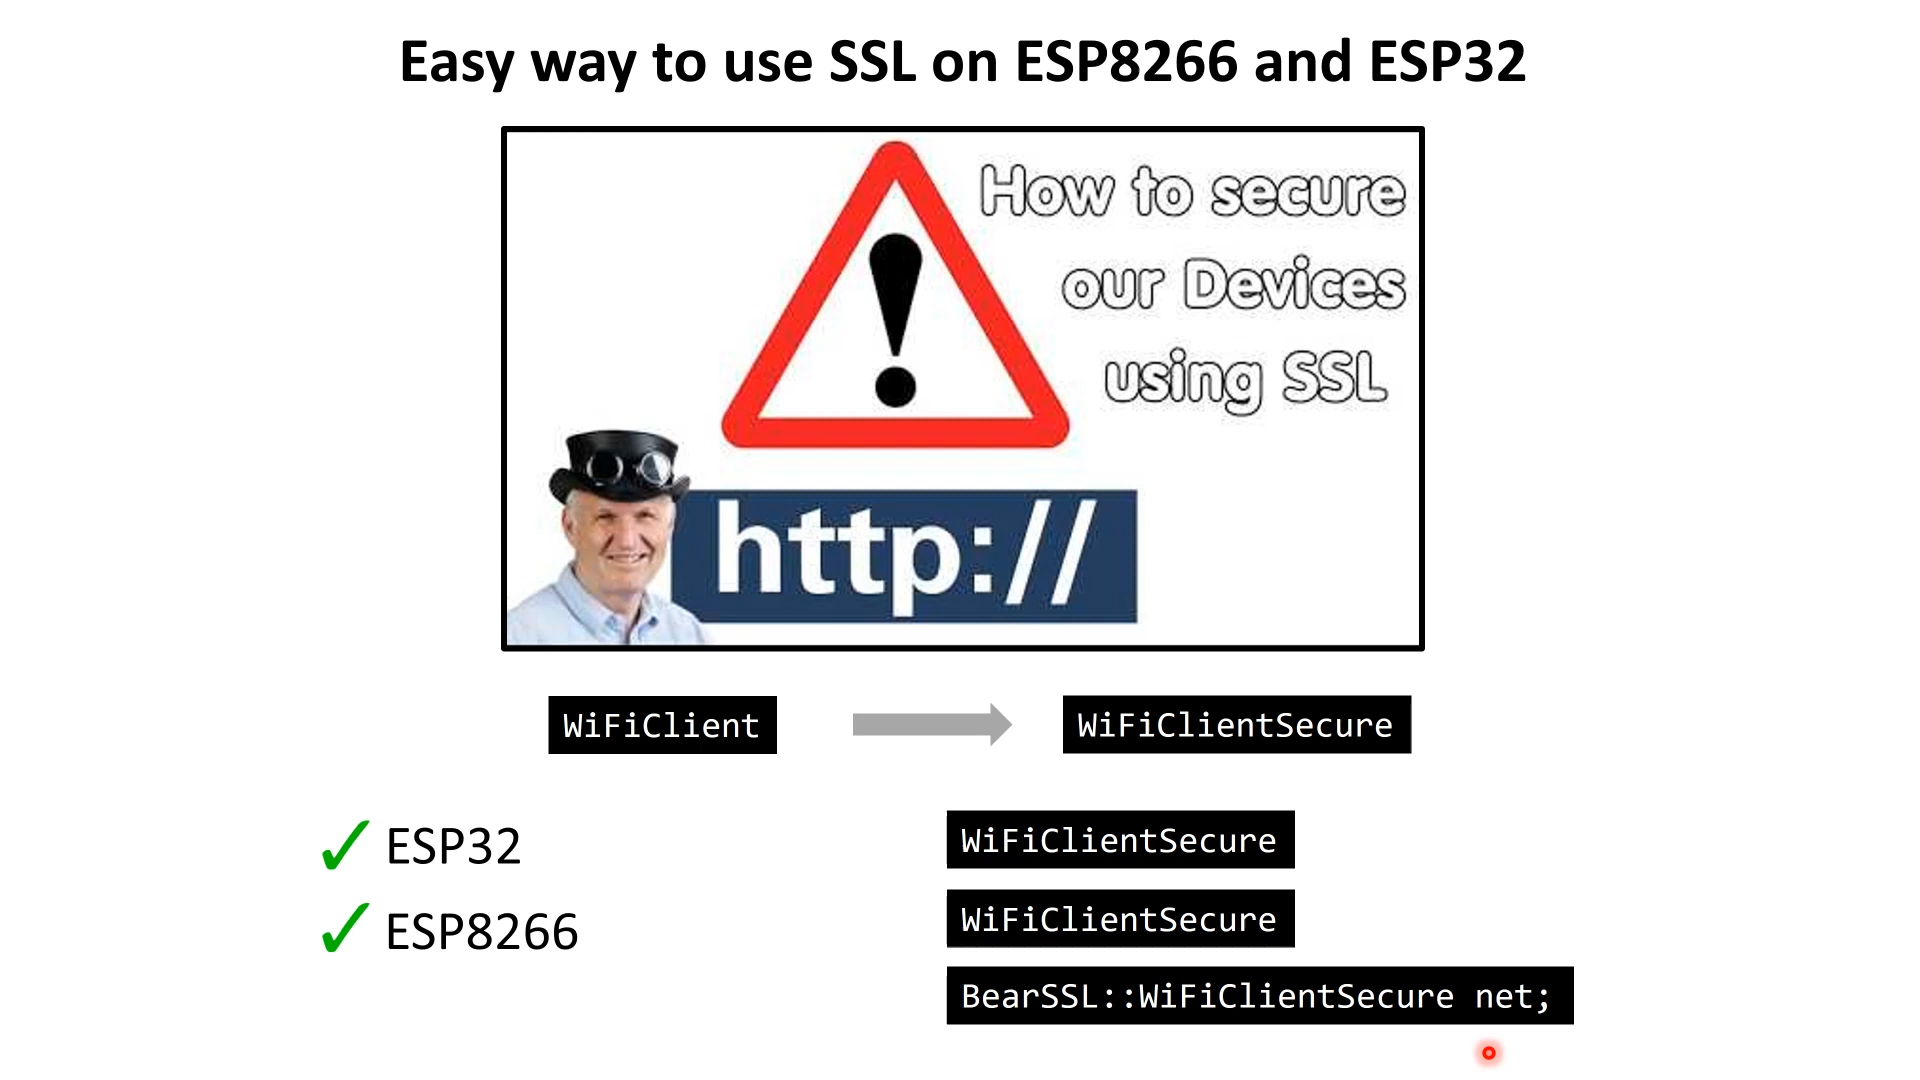 Easy way to use SSL on ESP8266 and ESP32
How to secure
our Devices
using SSL
http://
WiFiClient
WiFiClientSecure
ESP32
WiFiClientSecure
ESP8266
WiFiClientSecure
BearSSL::WiFiClientSecure net;